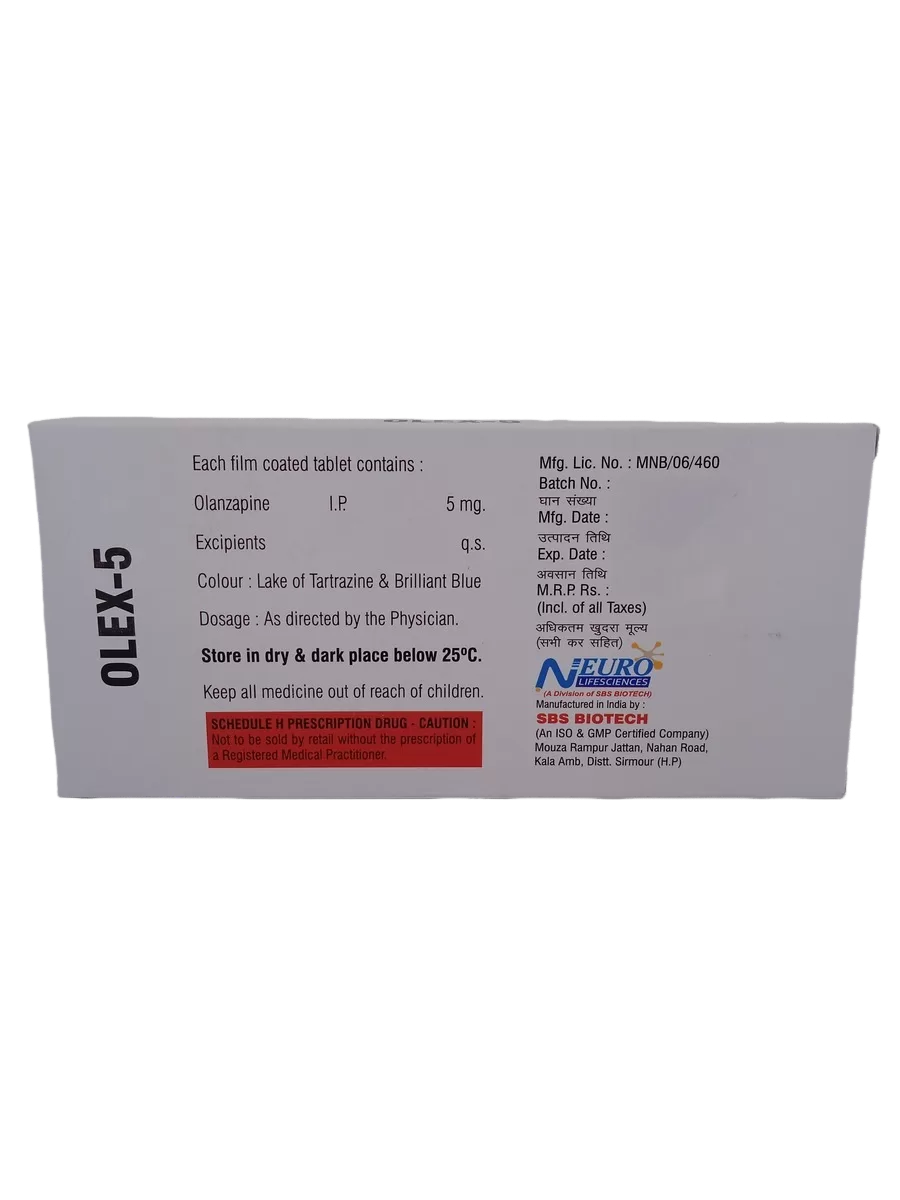 OLEX-5
OLEX-5
Each film coated tablet contains :
Olanzapine I.P. 5 mg.
Excipients q.s.
Colour : Lake of Tartrazine & Brilliant Blue
Dosage : As directed by the Physician.
Store in dry & dark place below 25ºC.
Keep all medicine out of reach of children.
SCHEDULE H PRESCRIPTION DRUG - CAUTION :
Not to be sold by retail without the prescription of
a Registered Medical Practitioner.
Mfg. Lic. No. : MNB/06/460
Batch No. :
घान संख्या
Mfg. Date :
उत्पादन तिथि
Exp. Date :
अवसान तिथि
M.R.P. Rs. :
(Incl. of all Taxes)
अधिकतम खुदरा मूल्य
(सभी कर सहित)
NEURO
LIFESCIENCES
(A Division of SBS BIOTECH)
Manufactured in India by :
SBS BIOTECH
(An ISO & GMP Certified Company)
Mouza Rampur Jattan, Nahan Road,
Kala Amb, Distt. Sirmour (H.P)